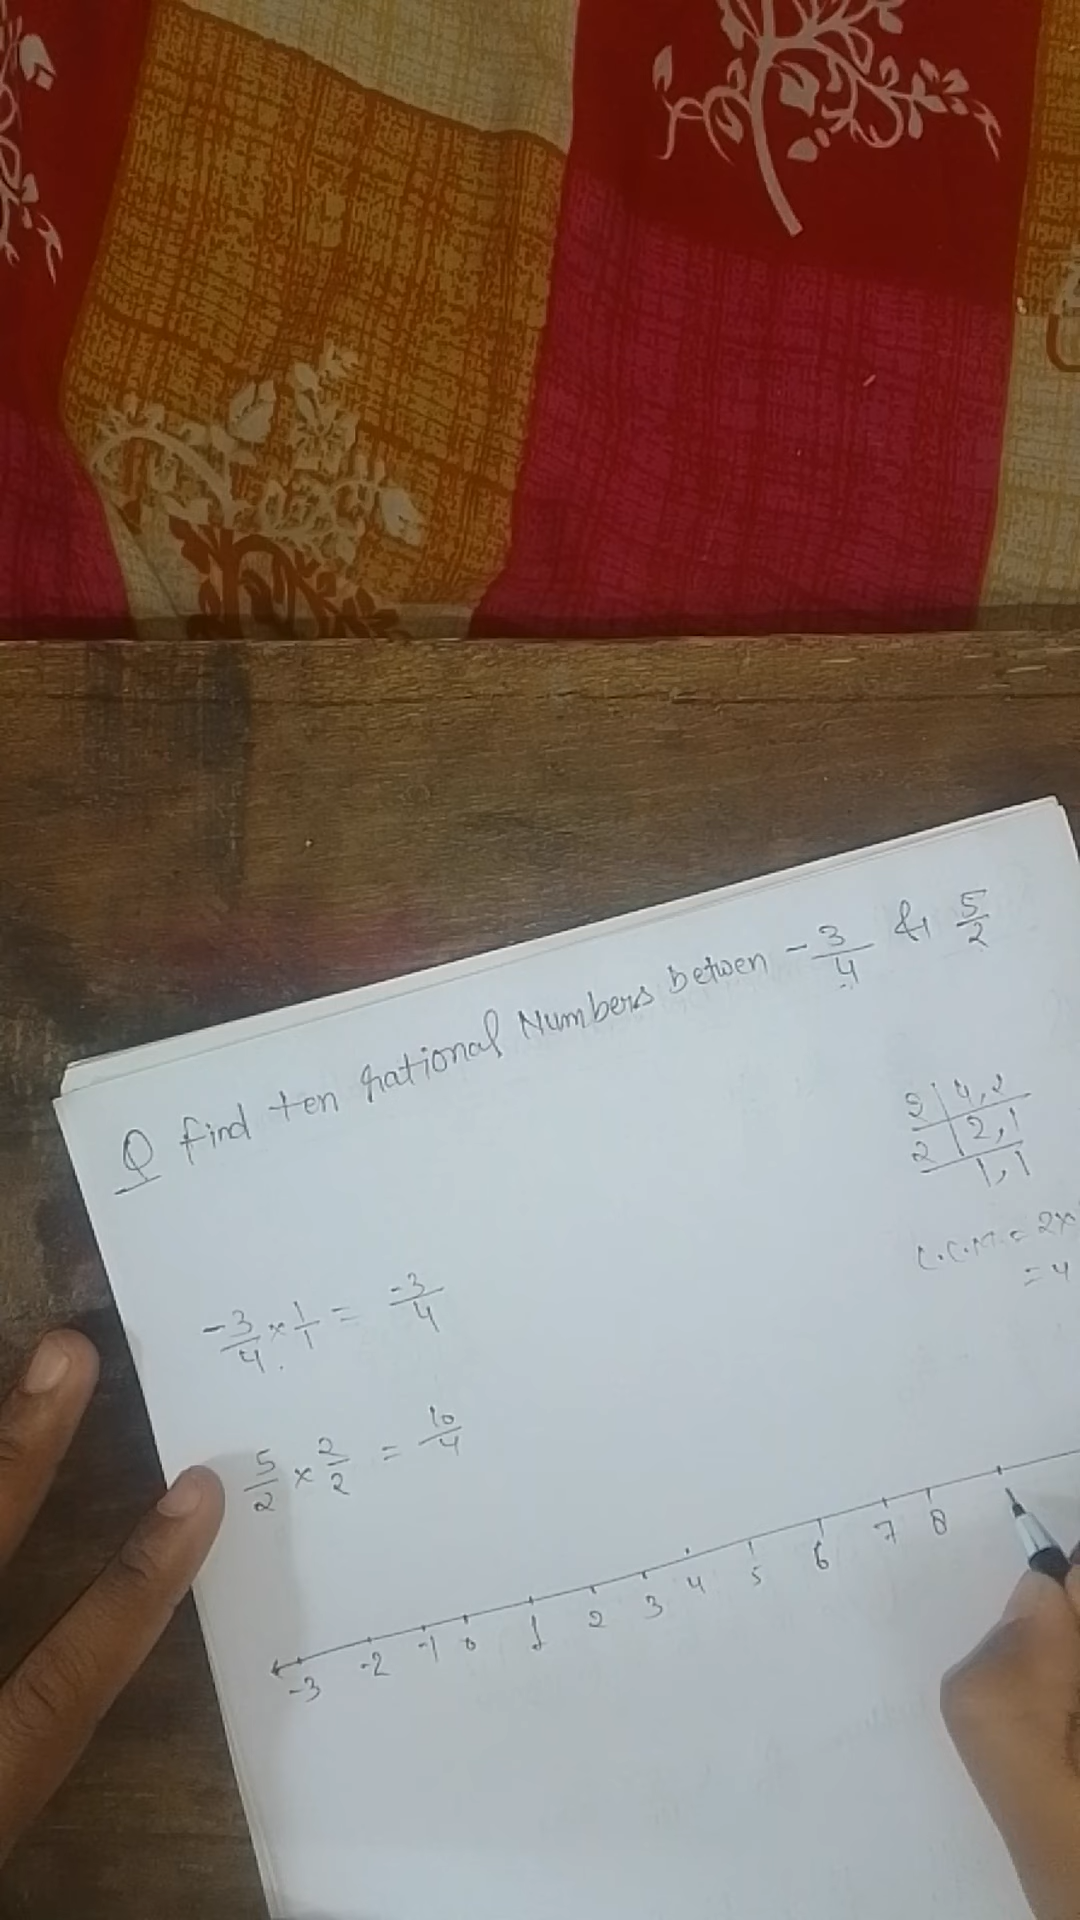 Q find ten rational Numbers betwen -3/4 & 5/2
2 | 4, 2
2 | 2, 1
1, 1
L.C.M. = 2x
= 4
-3/4 × 1/1 = -3/4
5/2 × 2/2 = 10/4
-3 -2 -1 0 1 2 3 4 5 6 7 8